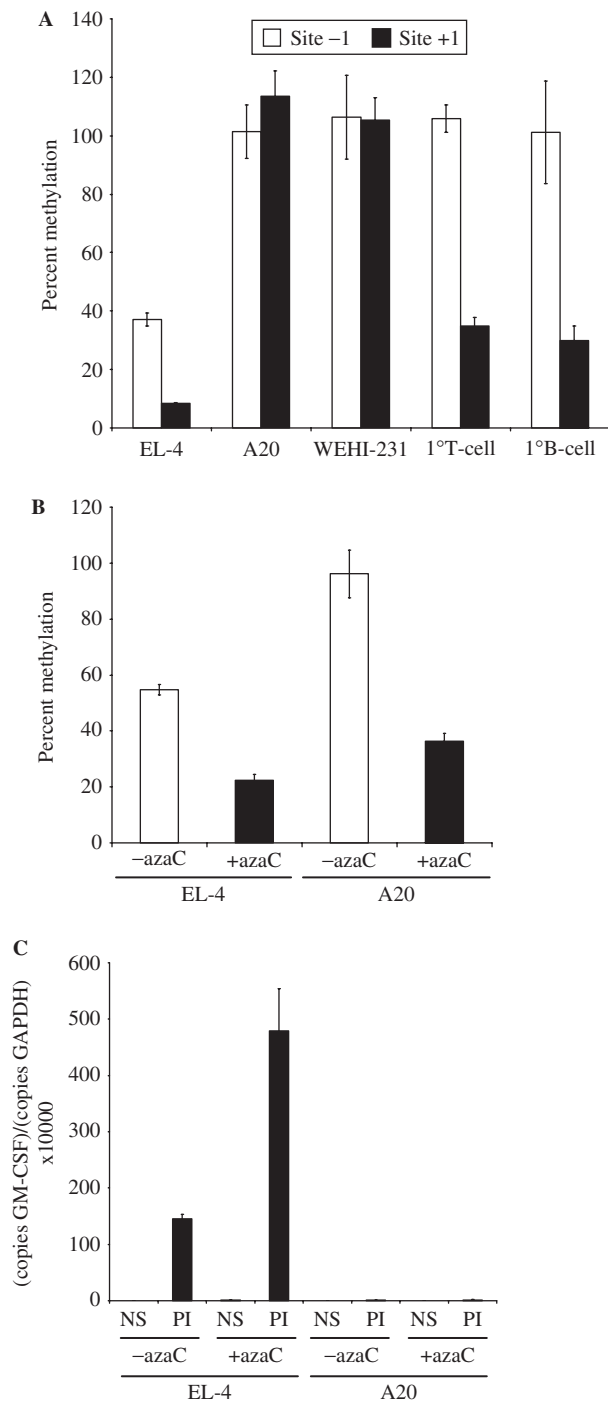 A
140
120
100
80
60
40
20
0
Percent methylation
Site −1 Site +1
EL-4 A20 WEHI-231 1°T-cell 1°B-cell
B
120
100
80
60
40
20
0
Percent methylation
−azaC +azaC −azaC +azaC
EL-4 A20
C
600
500
400
300
200
100
0
(copies GM-CSF)/(copies GAPDH)
x10000
NS PI NS PI NS PI NS PI
−azaC +azaC −azaC +azaC
EL-4 A20